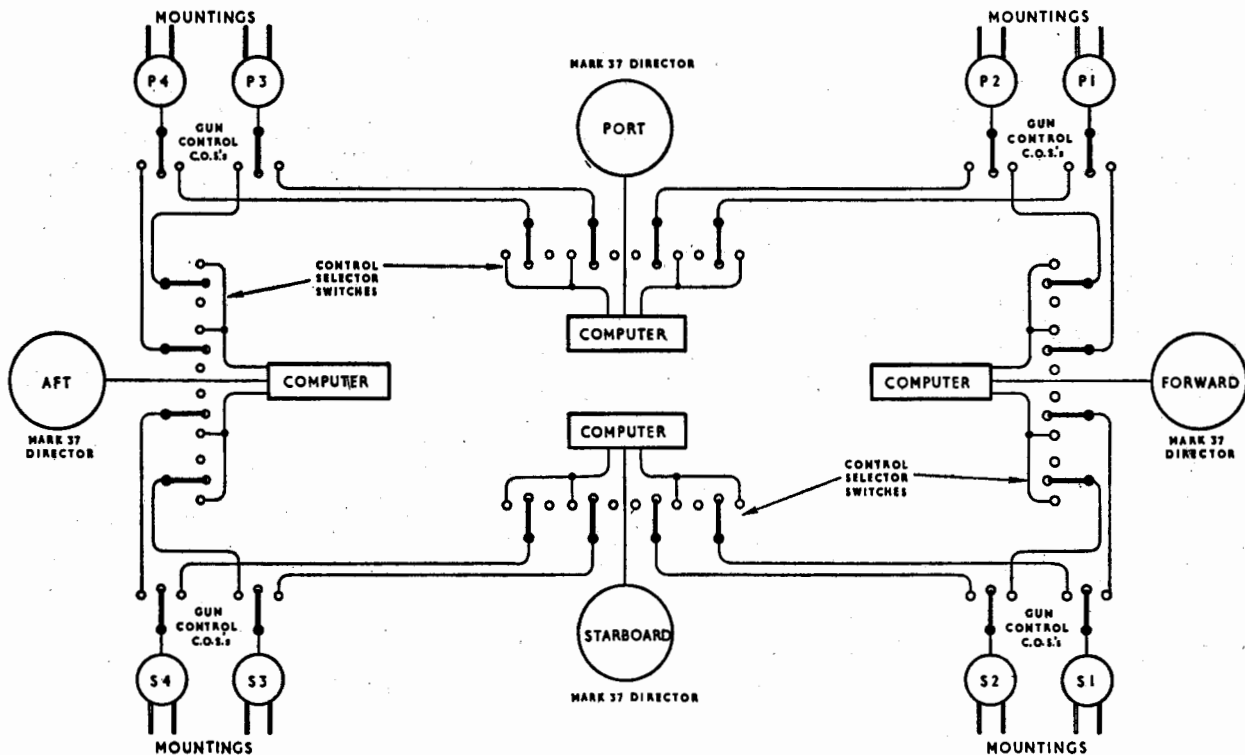 MOUNTINGS
MOUNTINGS
P4
P3
MARK 37 DIRECTOR
P2
P1
GUN
CONTROL
C.O.S.'s
PORT
GUN
CONTROL
C.O.S.'s
CONTROL
SELECTOR
SWITCHES
COMPUTER
AFT
COMPUTER
COMPUTER
FORWARD
MARK 37
DIRECTOR
COMPUTER
MARK 37
DIRECTOR
CONTROL
SELECTOR
SWITCHES
GUN
CONTROL
C.O.S.'s
STARBOARD
GUN
CONTROL
C.O.S.'s
S4
S3
S2
S1
MARK 37 DIRECTOR
MOUNTINGS
MOUNTINGS